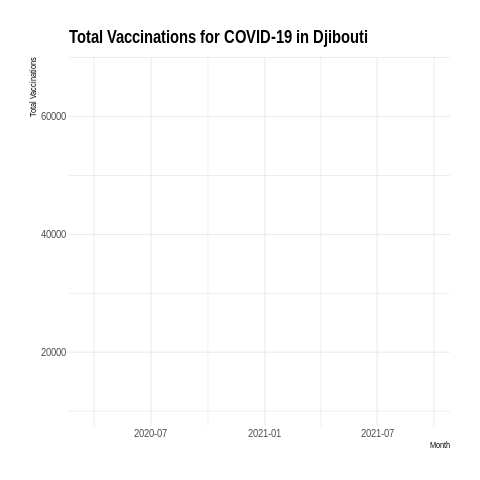 Total Vaccinations for COVID-19 in Djibouti
Total Vaccinations
60000
40000
20000
2020-07 2021-01 2021-07
Month